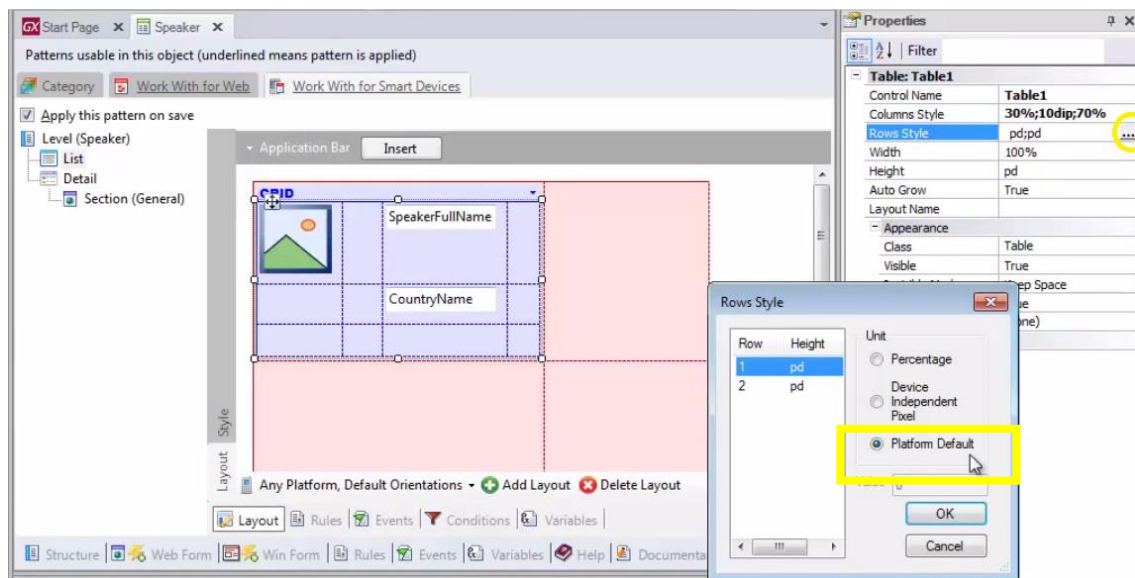 GX Start Page X Speaker X
Patterns usable in this object (underlined means pattern is applied)
Category Work With for Web Work With for Smart Devices
Apply this pattern on save
Level (Speaker)
List
Detail
Section (General)
Application Bar Insert
GRID
SpeakerFullName
CountryName
Style
Layout
Any Platform, Default Orientations Add Layout Delete Layout
Layout Rules Events Conditions Variables
Structure Web Form Win Form Rules Events Variables Help Documenta
Properties
Filter
Table: Table1
Control Name Table1
Columns Style 30%;10dip;70%
Rows Style pd;pd ...
Width 100%
Height pd
Auto Grow True
Layout Name
Appearance
Class Table
Visible True
Space
Rows Style
Row Height
1 pd
2 pd
Unit
Percentage
Device
Independent
Pixel
Platform Default
OK
Cancel